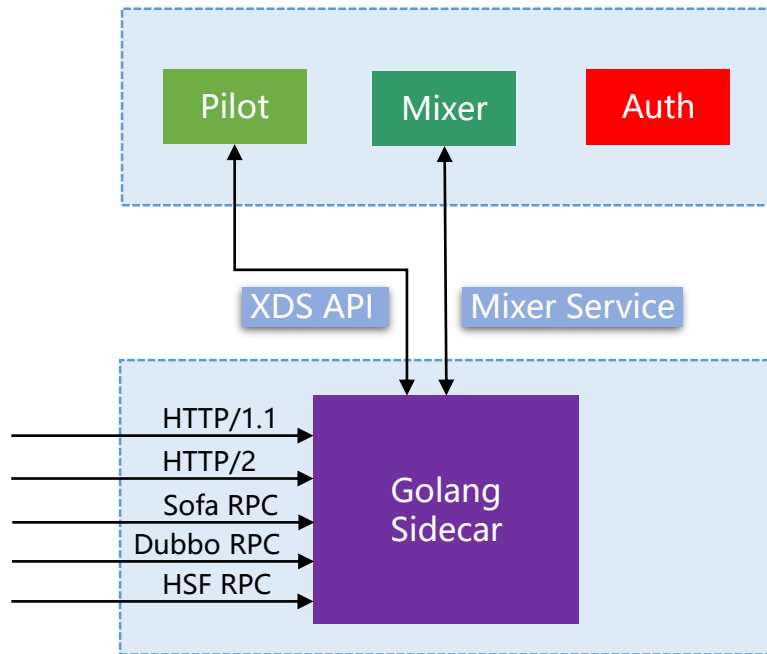 Pilot
Mixer
Auth
XDS API
Mixer Service
HTTP/1.1
HTTP/2
Sofa RPC
Dubbo RPC
HSF RPC
Golang
Sidecar